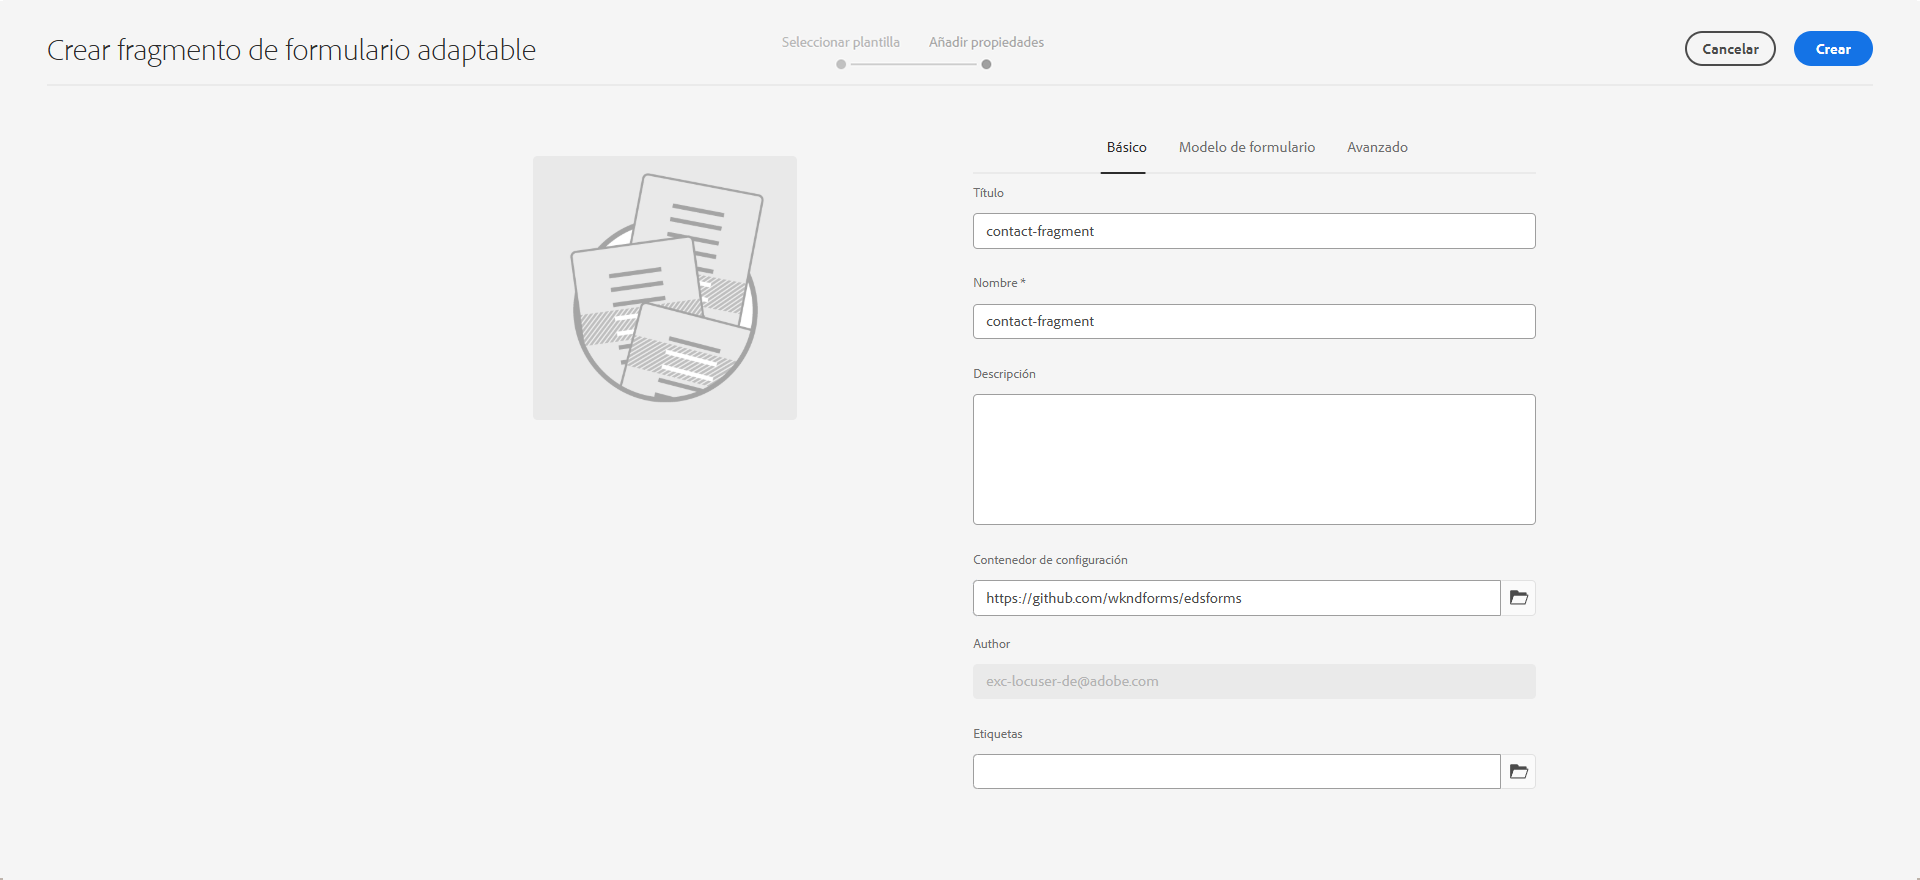 Crear fragmento de formulario adaptable
Seleccionar plantilla
Añadir propiedades
Cancelar
Crear
Básico
Modelo de formulario
Avanzado
Título
contact-fragment
Nombre *
contact-fragment
Descripción
Contenedor de configuración
https://github.com/wkndforms/edsforms
Author
exc-locuser-de@adobe.com
Etiquetas